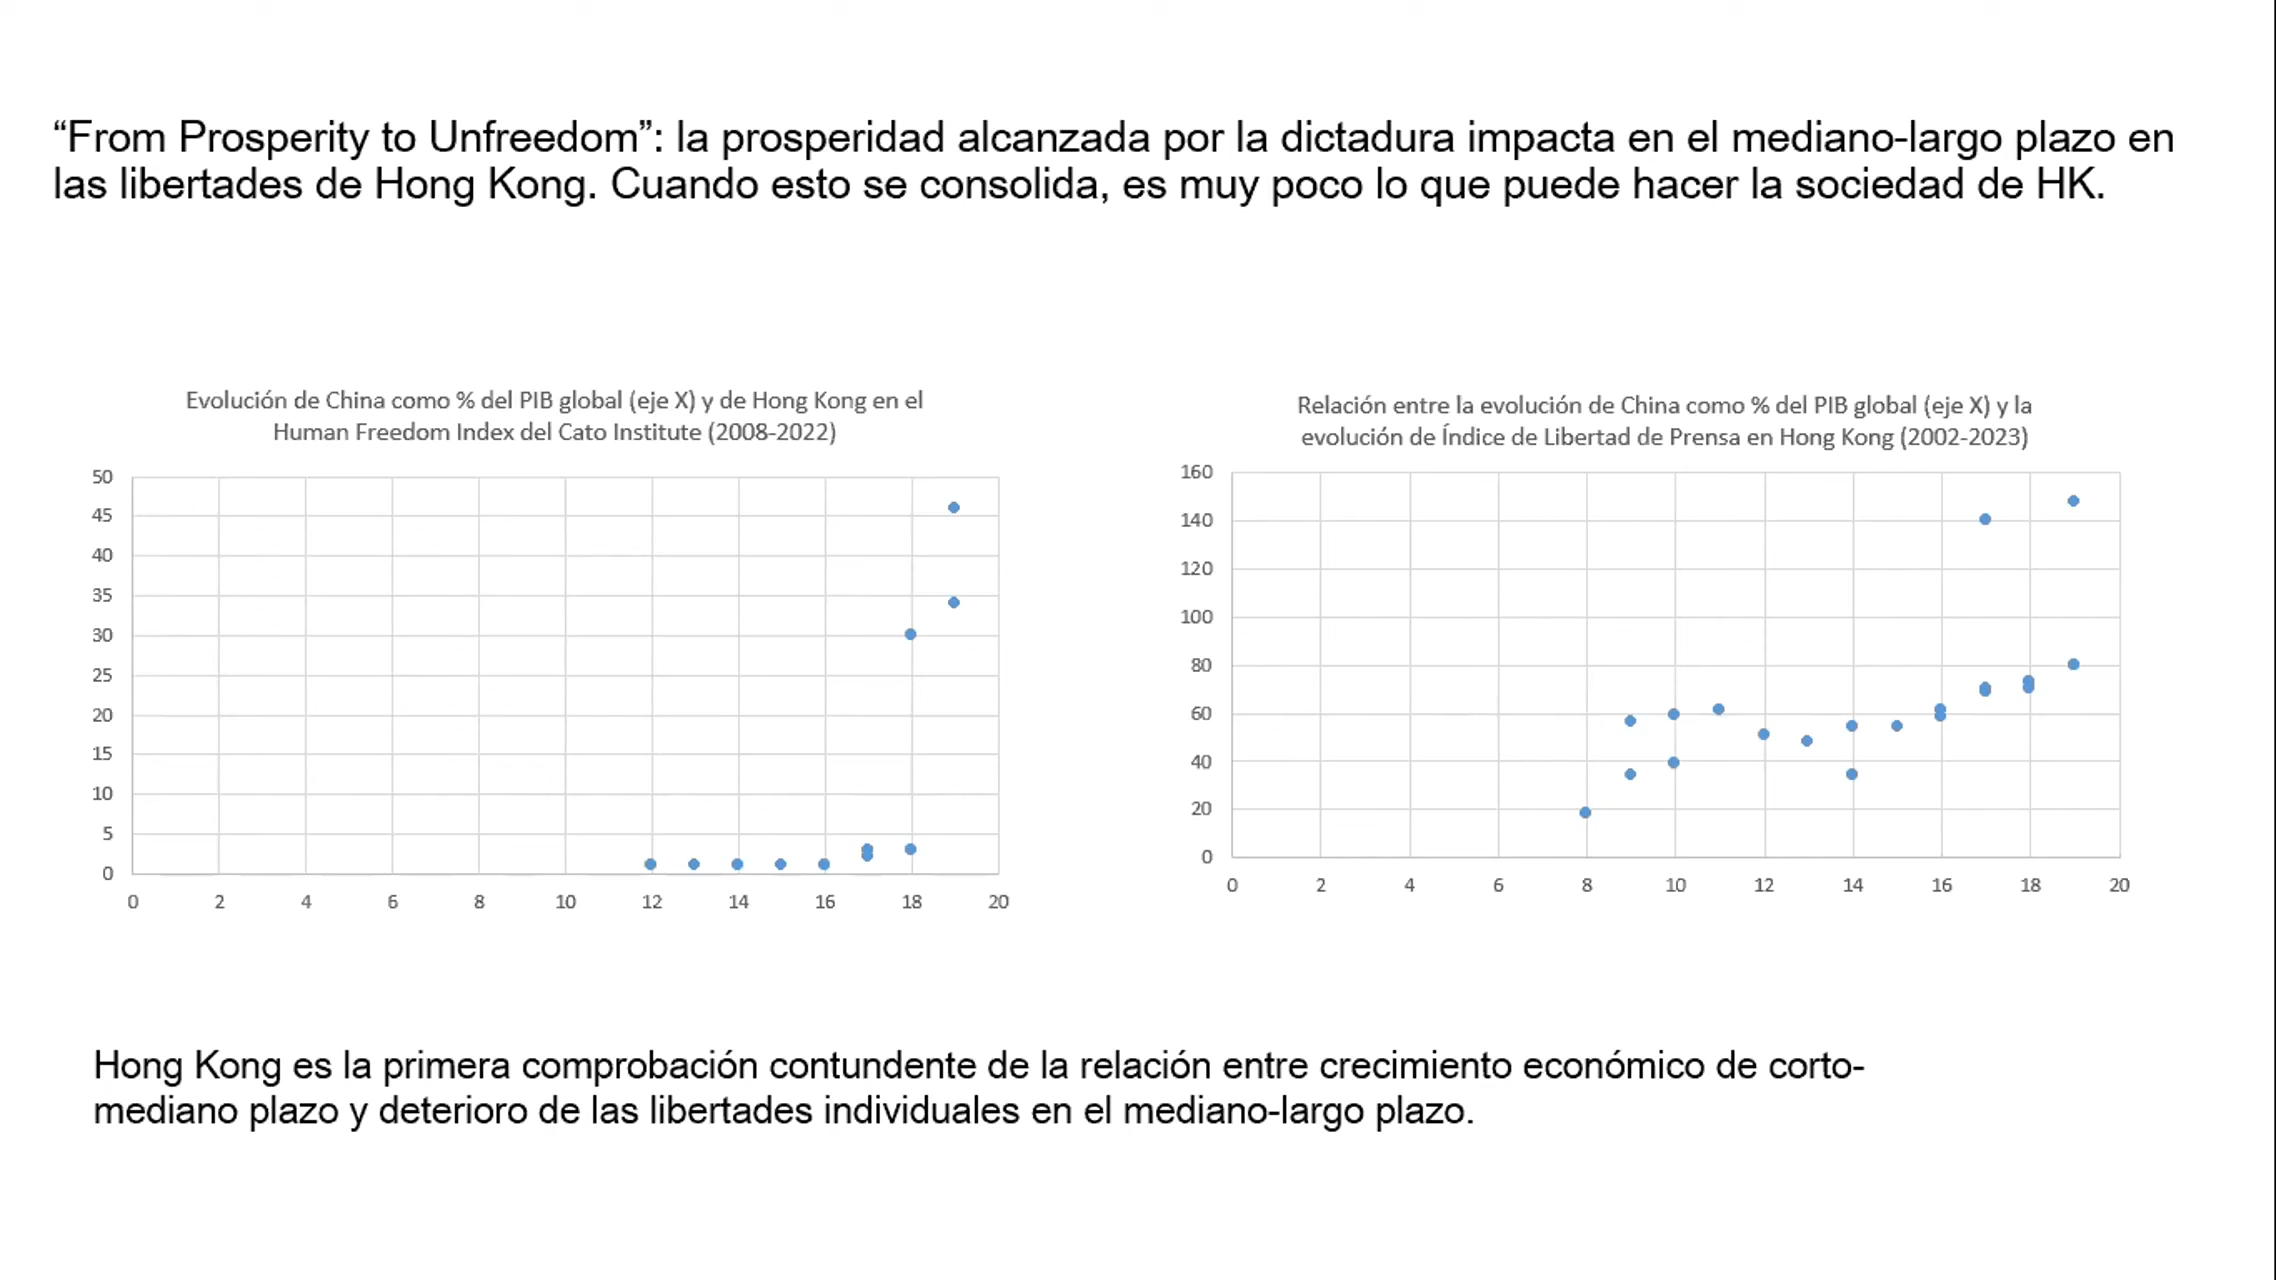 “From Prosperity to Unfreedom”: la prosperidad alcanzada por la dictadura impacta en el mediano-largo plazo en
las libertades de Hong Kong. Cuando esto se consolida, es muy poco lo que puede hacer la sociedad de HK.
Evolución de China como % del PIB global (eje X) y de Hong Kong en el
Human Freedom Index del Cato Institute (2008-2022)
50
45
40
35
30
25
20
15
10
5
0
0 2 4 6 8 10 12 14 16 18 20
Relación entre la evolución de China como % del PIB global (eje X) y la
evolución de Índice de Libertad de Prensa en Hong Kong (2002-2023)
160
140
120
100
80
60
40
20
0
0 2 4 6 8 10 12 14 16 18 20
Hong Kong es la primera comprobación contundente de la relación entre crecimiento económico de corto-
mediano plazo y deterioro de las libertades individuales en el mediano-largo plazo.